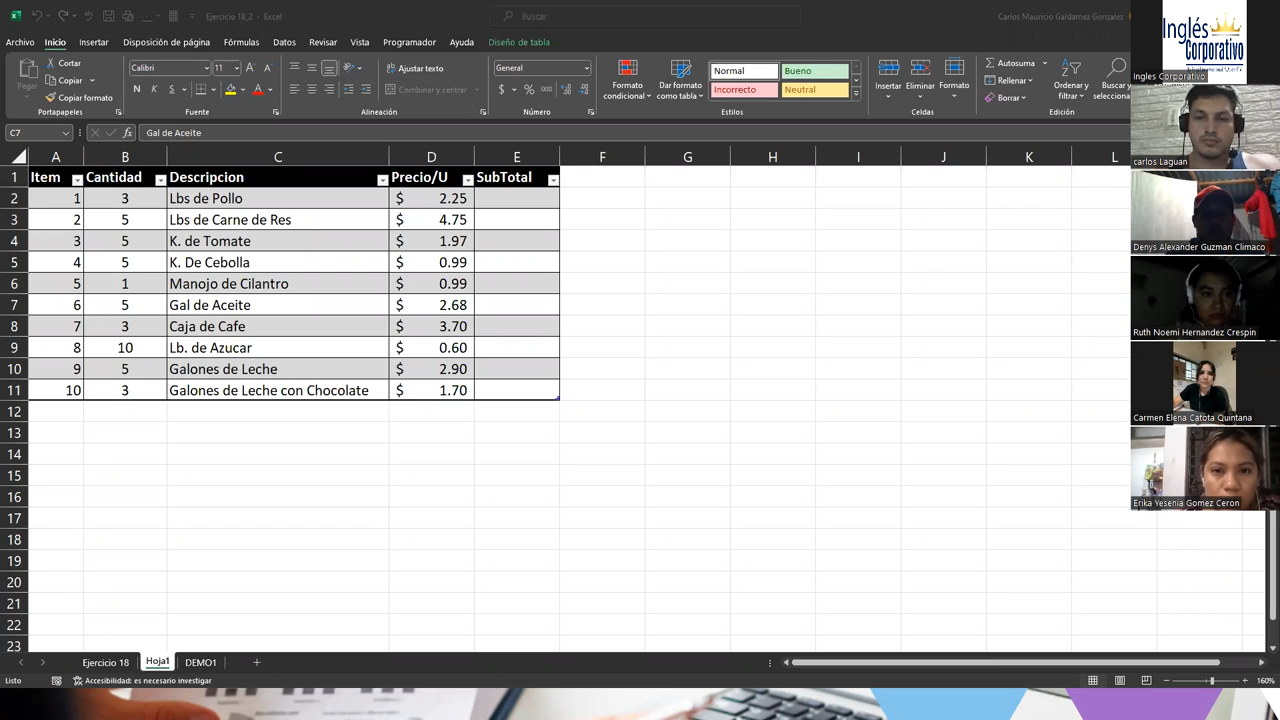 Ejercicio 18_2 - Excel
Buscar
Carlos Mauricio Galdamez Gonzalez
Archivo Inicio Insertar Disposición de página Fórmulas Datos Revisar Vista Programador Ayuda Diseño de tabla
Pegar
Cortar
Copiar
Copiar formato
Portapapeles
Calibri 11
N K S
Fuente
Ajustar texto
Combinar y centrar
Alineación
General
$ % 000
Número
Formato condicional
Dar formato como tabla
Normal Bueno
Incorrecto Neutral
Estilos
Insertar Eliminar Formato
Celdas
Autosuma
Rellenar
Borrar
Ordenar y filtrar
Buscar y selecciona
Edición
C7 fx Gal de Aceite
A B C D E F G H I J K L
1 Item Cantidad Descripcion Precio/U SubTotal
2 1 3 Lbs de Pollo $ 2.25
3 2 5 Lbs de Carne de Res $ 4.75
4 3 5 K. de Tomate $ 1.97
5 4 5 K. De Cebolla $ 0.99
6 5 1 Manojo de Cilantro $ 0.99
7 6 5 Gal de Aceite $ 2.68
8 7 3 Caja de Cafe $ 3.70
9 8 10 Lb. de Azucar $ 0.60
10 9 5 Galones de Leche $ 2.90
11 10 3 Galones de Leche con Chocolate $ 1.70
12
13
14
15
16
17
18
19
20
21
22
23
Ejercicio 18 Hoja1 DEMO1
Listo Accesibilidad: es necesario investigar 160%
Inglés
Corporativo
Ingles Corporativo
carlos Laguan
Denys Alexander Guzman Climaco
Ruth Noemi Hernandez Crespin
Carmen Elena Catota Quintana
Erika Yesenia Gomez Ceron